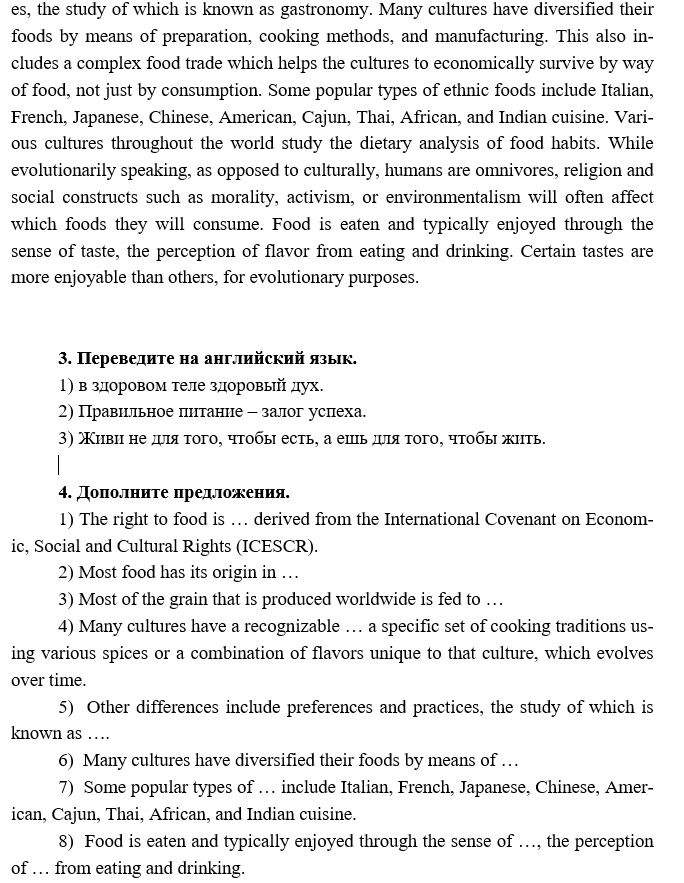 es, the study of which is known as gastronomy. Many cultures have diversified their
foods by means of preparation, cooking methods, and manufacturing. This also in-
cludes a complex food trade which helps the cultures to economically survive by way
of food, not just by consumption. Some popular types of ethnic foods include Italian,
French, Japanese, Chinese, American, Cajun, Thai, African, and Indian cuisine. Vari-
ous cultures throughout the world study the dietary analysis of food habits. While
evolutionarily speaking, as opposed to culturally, humans are omnivores, religion and
social constructs such as morality, activism, or environmentalism will often affect
which foods they will consume. Food is eaten and typically enjoyed through the
sense of taste, the perception of flavor from eating and drinking. Certain tastes are
more enjoyable than others, for evolutionary purposes.
3. Переведите на английский язык.
1) в здоровом теле здоровый дух.
2) Правильное питание – залог успеха.
3) Живи не для того, чтобы есть, а ешь для того, чтобы жить.
4. Дополните предложения.
1) The right to food is … derived from the International Covenant on Econom-
ic, Social and Cultural Rights (ICESCR).
2) Most food has its origin in …
3) Most of the grain that is produced worldwide is fed to …
4) Many cultures have a recognizable … a specific set of cooking traditions us-
ing various spices or a combination of flavors unique to that culture, which evolves
over time.
5) Other differences include preferences and practices, the study of which is
known as ….
6) Many cultures have diversified their foods by means of …
7) Some popular types of … include Italian, French, Japanese, Chinese, Amer-
ican, Cajun, Thai, African, and Indian cuisine.
8) Food is eaten and typically enjoyed through the sense of …, the perception
of … from eating and drinking.